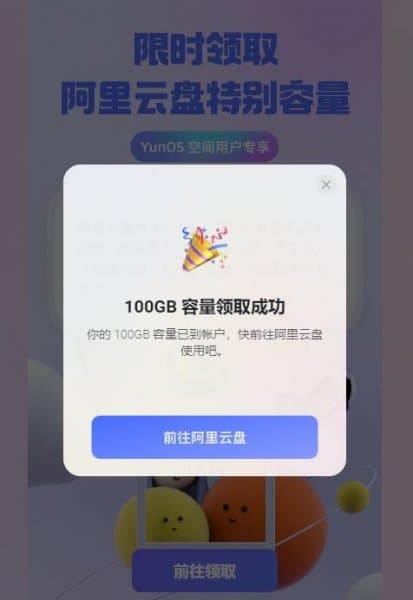 限时领取
阿里云盘特别容量
YunOS 空间用户专享
100GB 容量领取成功
你的 100GB 容量已到帐户，快前往阿里云盘
使用吧。
前往阿里云盘
前往领取